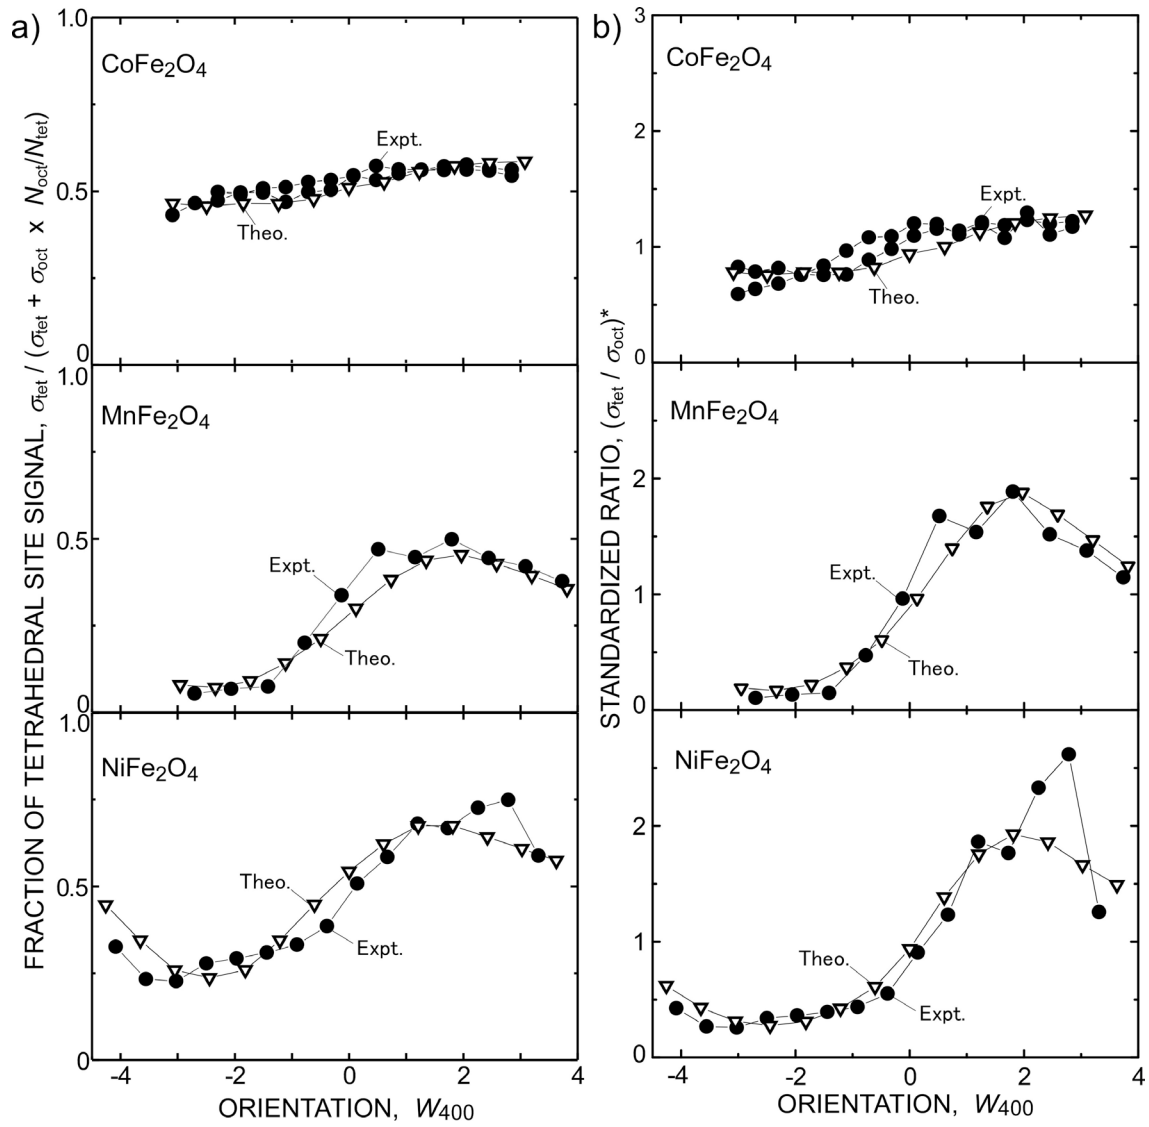 a)
FRACTION OF TETRAHEDRAL SITE SIGNAL, σtet / (σtet + σoct x Noct/Ntet)
1.0
CoFe2O4
Expt.
0.5
Theo.
0
1.0
MnFe2O4
0.5
Expt.
Theo.
0
1.0
NiFe2O4
Theo.
0.5
Expt.
0
-4 -2 0 2 4
ORIENTATION, W400
b)
STANDARDIZED RATIO, (σtet / σoct)*
3
CoFe2O4
2
Expt.
1
Theo.
0
MnFe2O4
2
Expt.
1
Theo.
0
NiFe2O4
2
1
Theo.
Expt.
0
-4 -2 0 2 4
ORIENTATION, W400